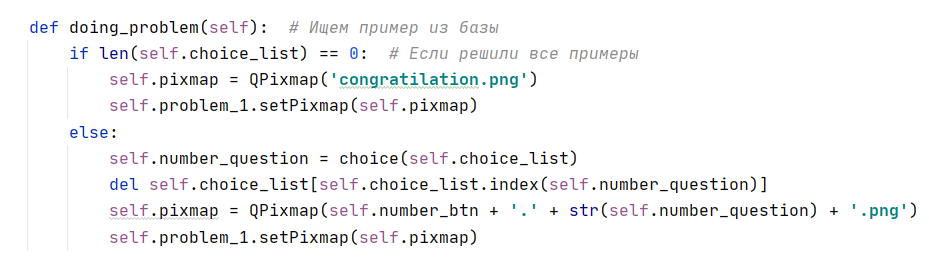 def doing_problem(self):  # Ищем пример из базы
    if len(self.choice_list) == 0:  # Если решили все примеры
        self.pixmap = QPixmap('congratilation.png')
        self.problem_1.setPixmap(self.pixmap)
    else:
        self.number_question = choice(self.choice_list)
        del self.choice_list[self.choice_list.index(self.number_question)]
        self.pixmap = QPixmap(self.number_btn + '.' + str(self.number_question) + '.png')
        self.problem_1.setPixmap(self.pixmap)